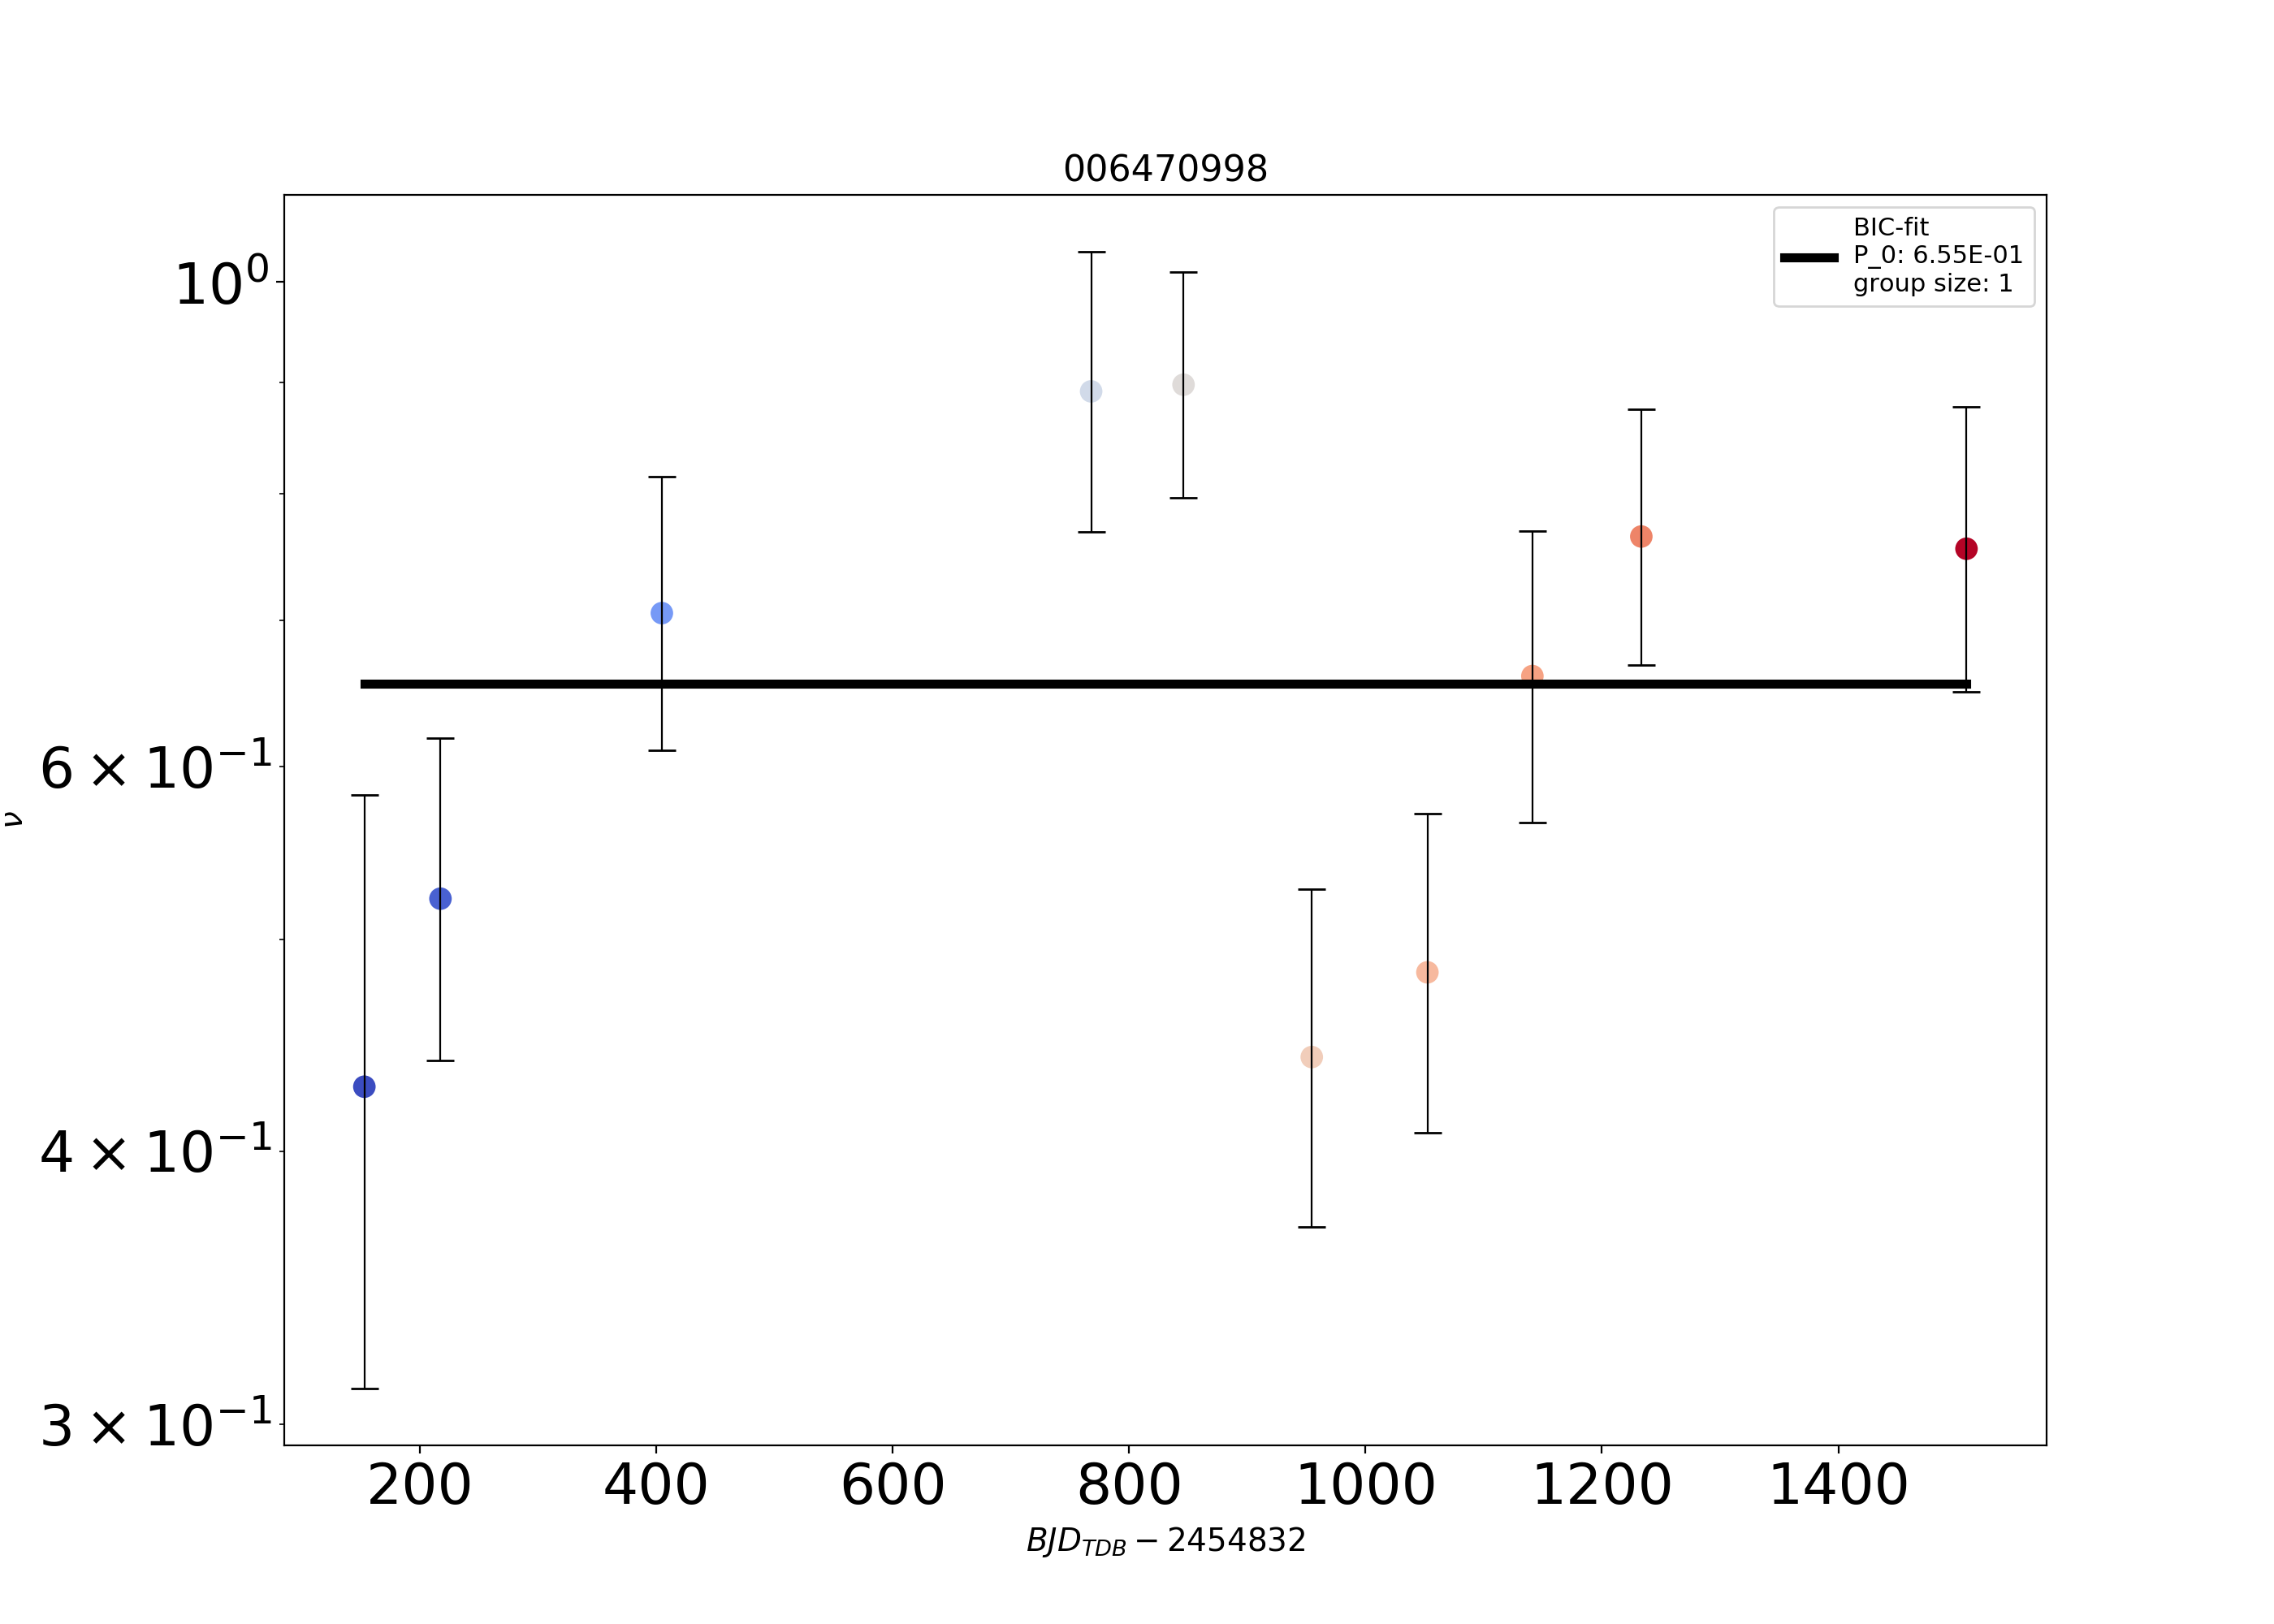 006470998
BIC-fit
P_0: 6.55E-01
group size: 1
10⁰
6 × 10⁻¹
4 × 10⁻¹
3 × 10⁻¹
ν
200 400 600 800 1000 1200 1400
BJD_TDB − 2454832